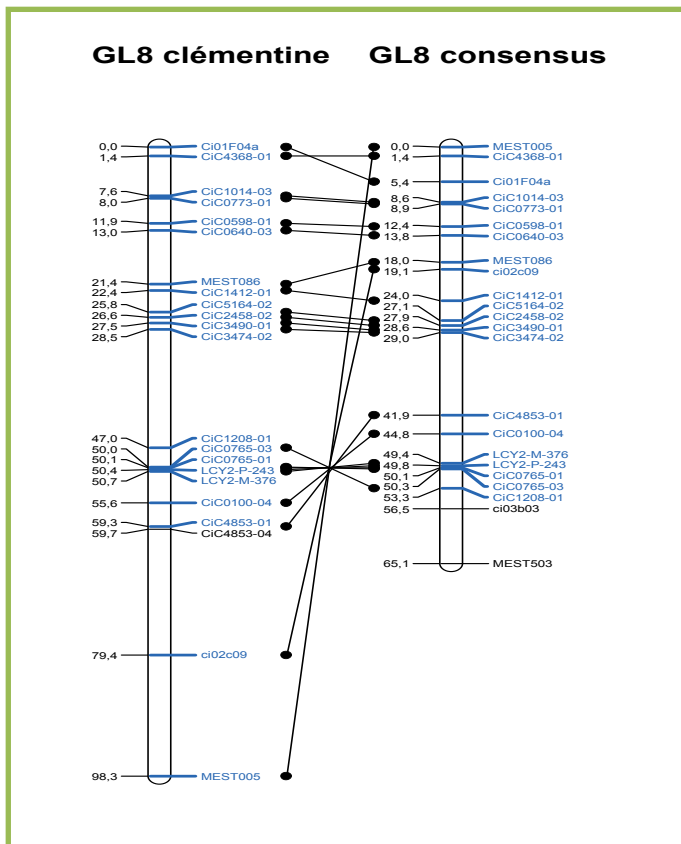 GL8 clémentine
0,0 Ci01F04a
1,4 CiC4368-01
7,6 CiC1014-03
8,0 CiC0773-01
11,9 CiC0598-01
13,0 CiC0640-03
21,4 MEST086
22,4 CiC1412-01
25,8 CiC5164-02
26,6 CiC2458-02
27,5 CiC3490-01
28,5 CiC3474-02
47,0 CiC1208-01
50,0 CiC0765-03
50,1 CiC0765-01
50,4 LCY2-P-243
50,7 LCY2-M-376
55,6 CiC0100-04
59,3 CiC4853-01
59,7 CiC4853-04
79,4 ci02c09
98,3 MEST005
GL8 consensus
0,0 MEST005
1,4 CiC4368-01
5,4 Ci01F04a
8,6 CiC1014-03
8,9 CiC0773-01
12,4 CiC0598-01
13,8 CiC0640-03
18,0 MEST086
19,1 ci02c09
24,0 CiC1412-01
27,1 CiC5164-02
27,9 CiC2458-02
28,6 CiC3490-01
29,0 CiC3474-02
41,9 CiC4853-01
44,8 CiC0100-04
49,4 LCY2-M-376
49,8 LCY2-P-243
50,1 CiC0765-01
50,3 CiC0765-03
53,3 CiC1208-01
56,5 ci03b03
65,1 MEST503